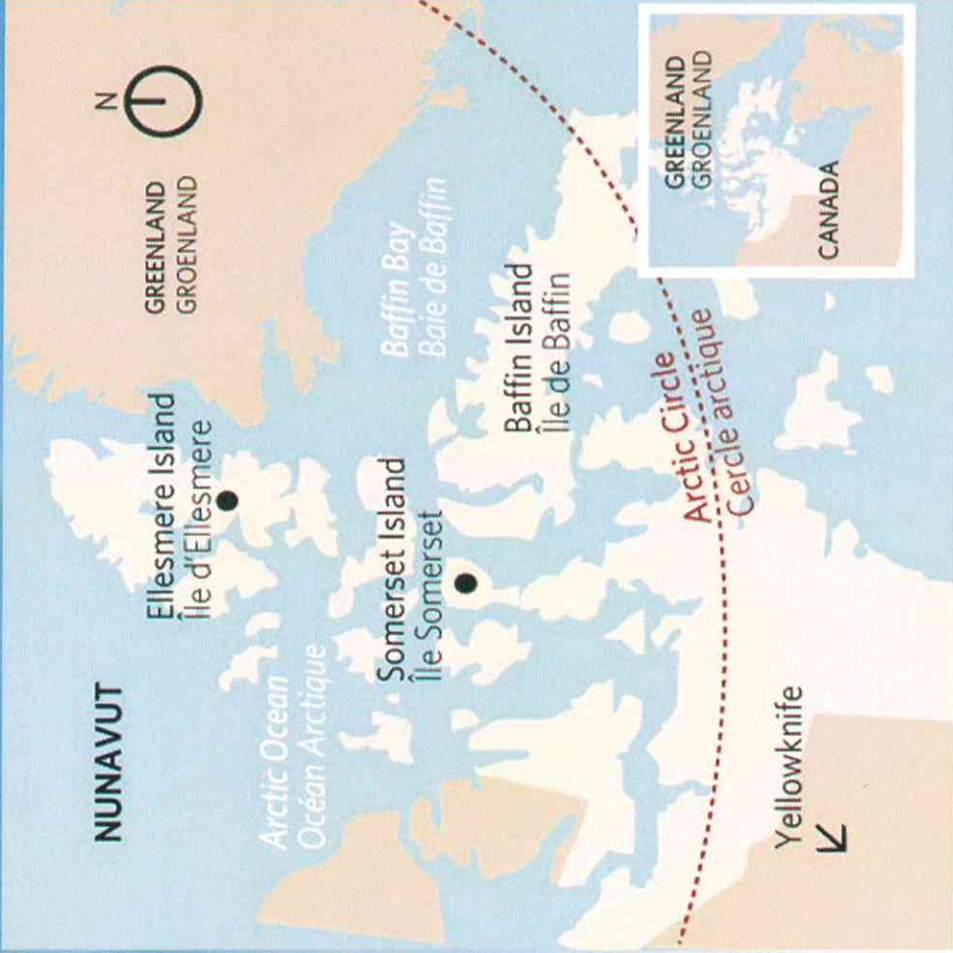 NUNAVUT
N
GREENLAND
GROENLAND
Ellesmere Island
Île d'Ellesmere
Arctic Ocean
Océan Arctique
Somerset Island
Île Somerset
Baffin Bay
Baie de Baffin
Baffin Island
Île de Baffin
Arctic Circle
Cercle arctique
Yellowknife
GREENLAND
GROENLAND
CANADA